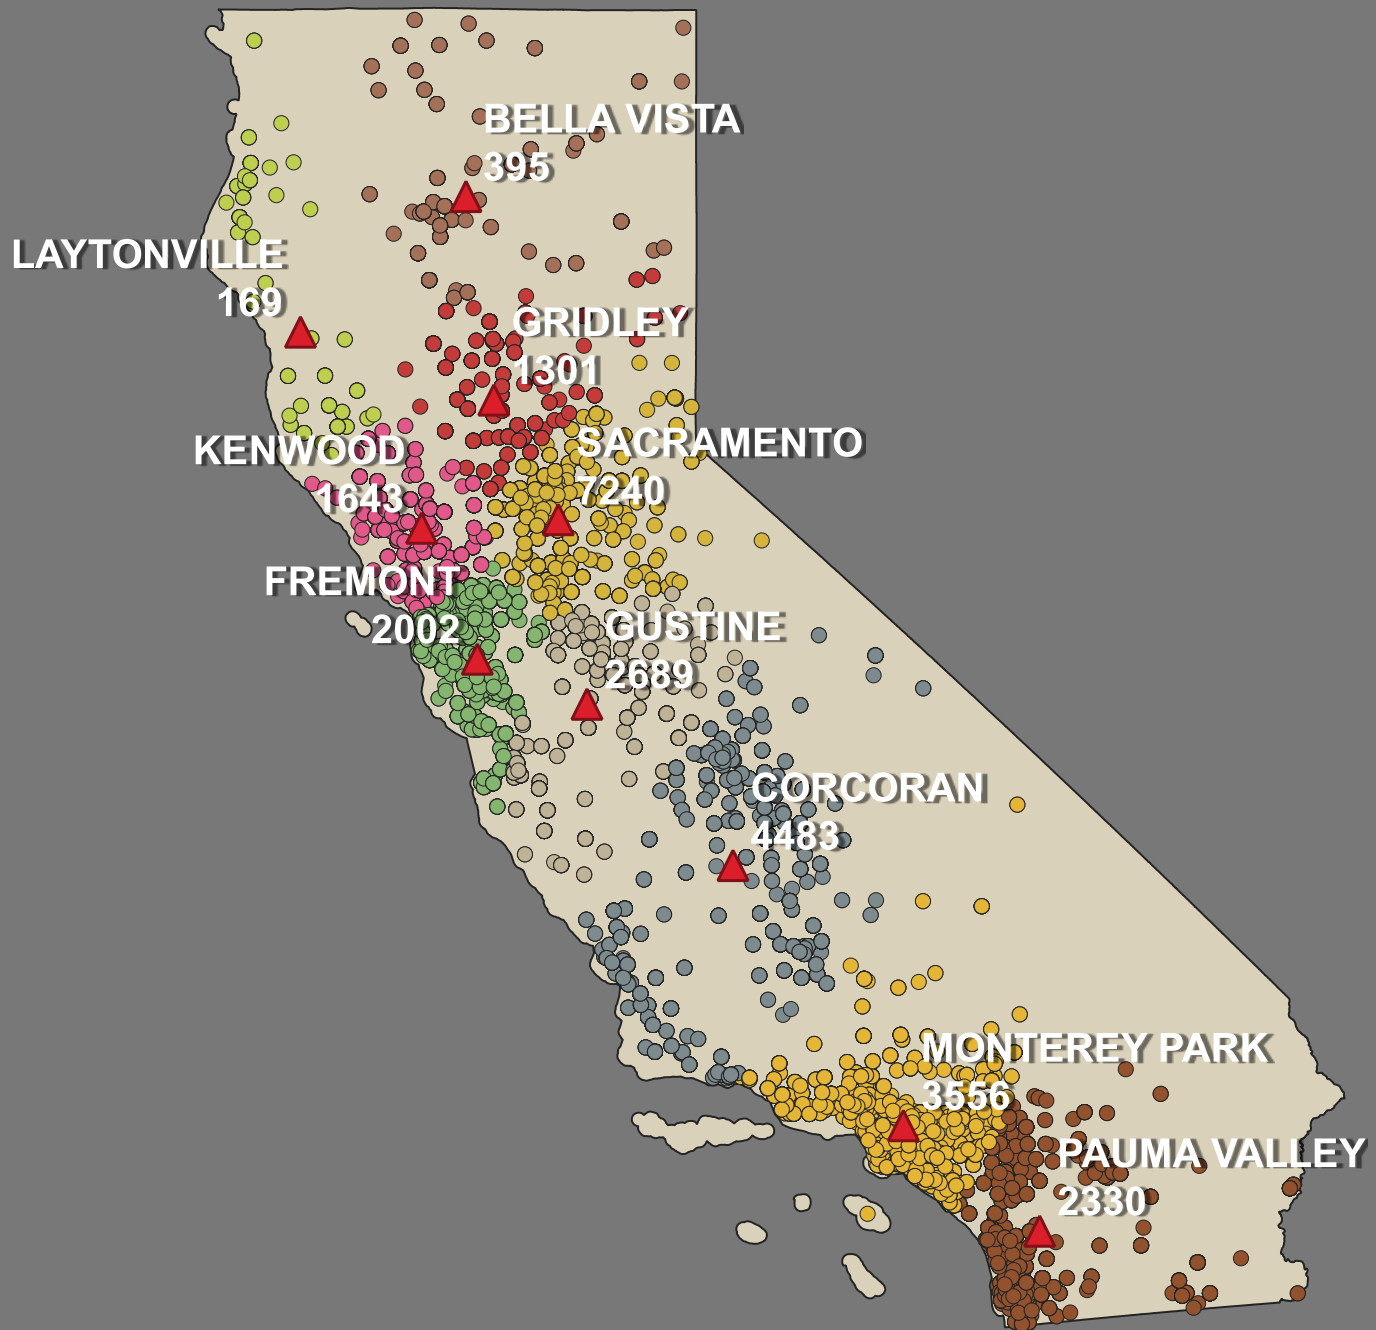 BELLA VISTA
395
LAYTONVILLE
169
GRIDLEY
1301
KENWOOD
1643
SACRAMENTO
7240
FREMONT
2002
GUSTINE
2689
CORCORAN
4483
MONTEREY PARK
3556
PAUMA VALLEY
2330